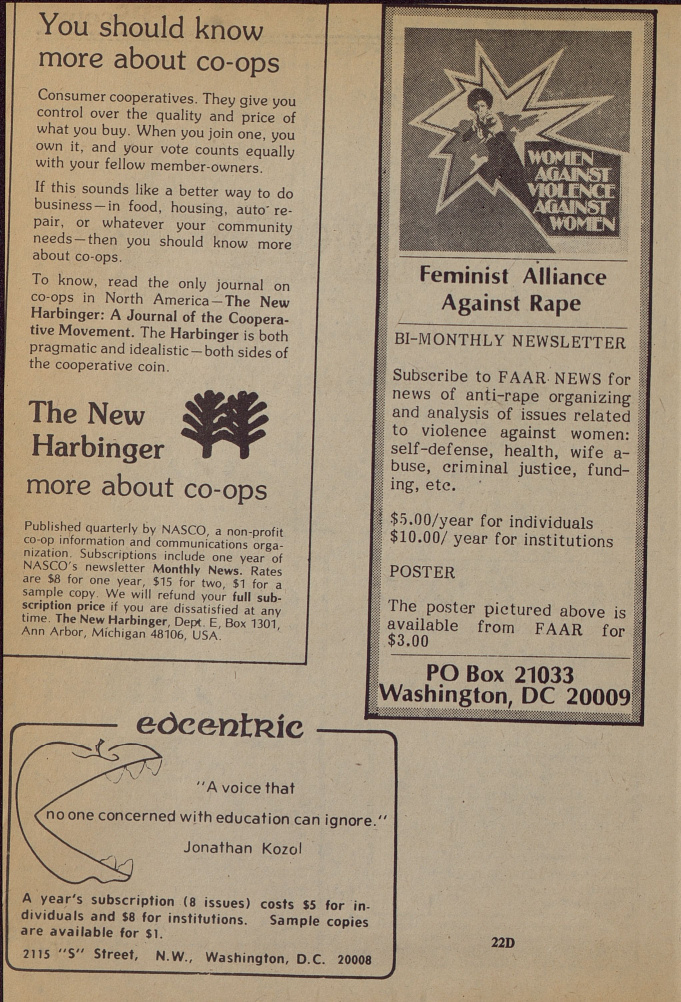 You should know
more about co-ops
Consumer cooperatives. They give you
control over the quality and price of
what you buy. When you join one, you
own it, and your vote counts equally
with your fellow member-owners.
If this sounds like a better way to do
business—in food, housing, auto re-
pair, or whatever your community
needs—then you should know more
about co-ops.
To know, read the only journal on
co-ops in North America—The New
Harbinger: A Journal of the Coopera-
tive Movement. The Harbinger is both
pragmatic and idealistic—both sides of
the cooperative coin.
The New
Harbinger
more about co-ops
Published quarterly by NASCO, a non-profit
co-op information and communications orga-
nization. Subscriptions include one year of
NASCO's newsletter Monthly News. Rates
are $8 for one year, $15 for two, $1 for a
sample copy. We will refund your full sub-
scription price if you are dissatisfied at any
time. The New Harbinger, Dept. E, Box 1301,
Ann Arbor, Michigan 48106, USA.
WOMEN
AGAINST
VIOLENCE
AGAINST
WOMEN
Feminist Alliance
Against Rape
BI-MONTHLY NEWSLETTER
Subscribe to FAAR NEWS for
news of anti-rape organizing
and analysis of issues related
to violence against women:
self-defense, health, wife a-
buse, criminal justice, fund-
ing, etc.
$5.00/year for individuals
$10.00/ year for institutions
POSTER
The poster pictured above is
available from FAAR for
$3.00
PO Box 21033
Washington, DC 20009
edcentric
"A voice that
no one concerned with education can ignore."
Jonathan Kozol
A year's subscription (8 issues) costs $5 for in-
dividuals and $8 for institutions. Sample copies
are available for $1.
2115 "S" Street, N.W., Washington, D.C. 20008
22D